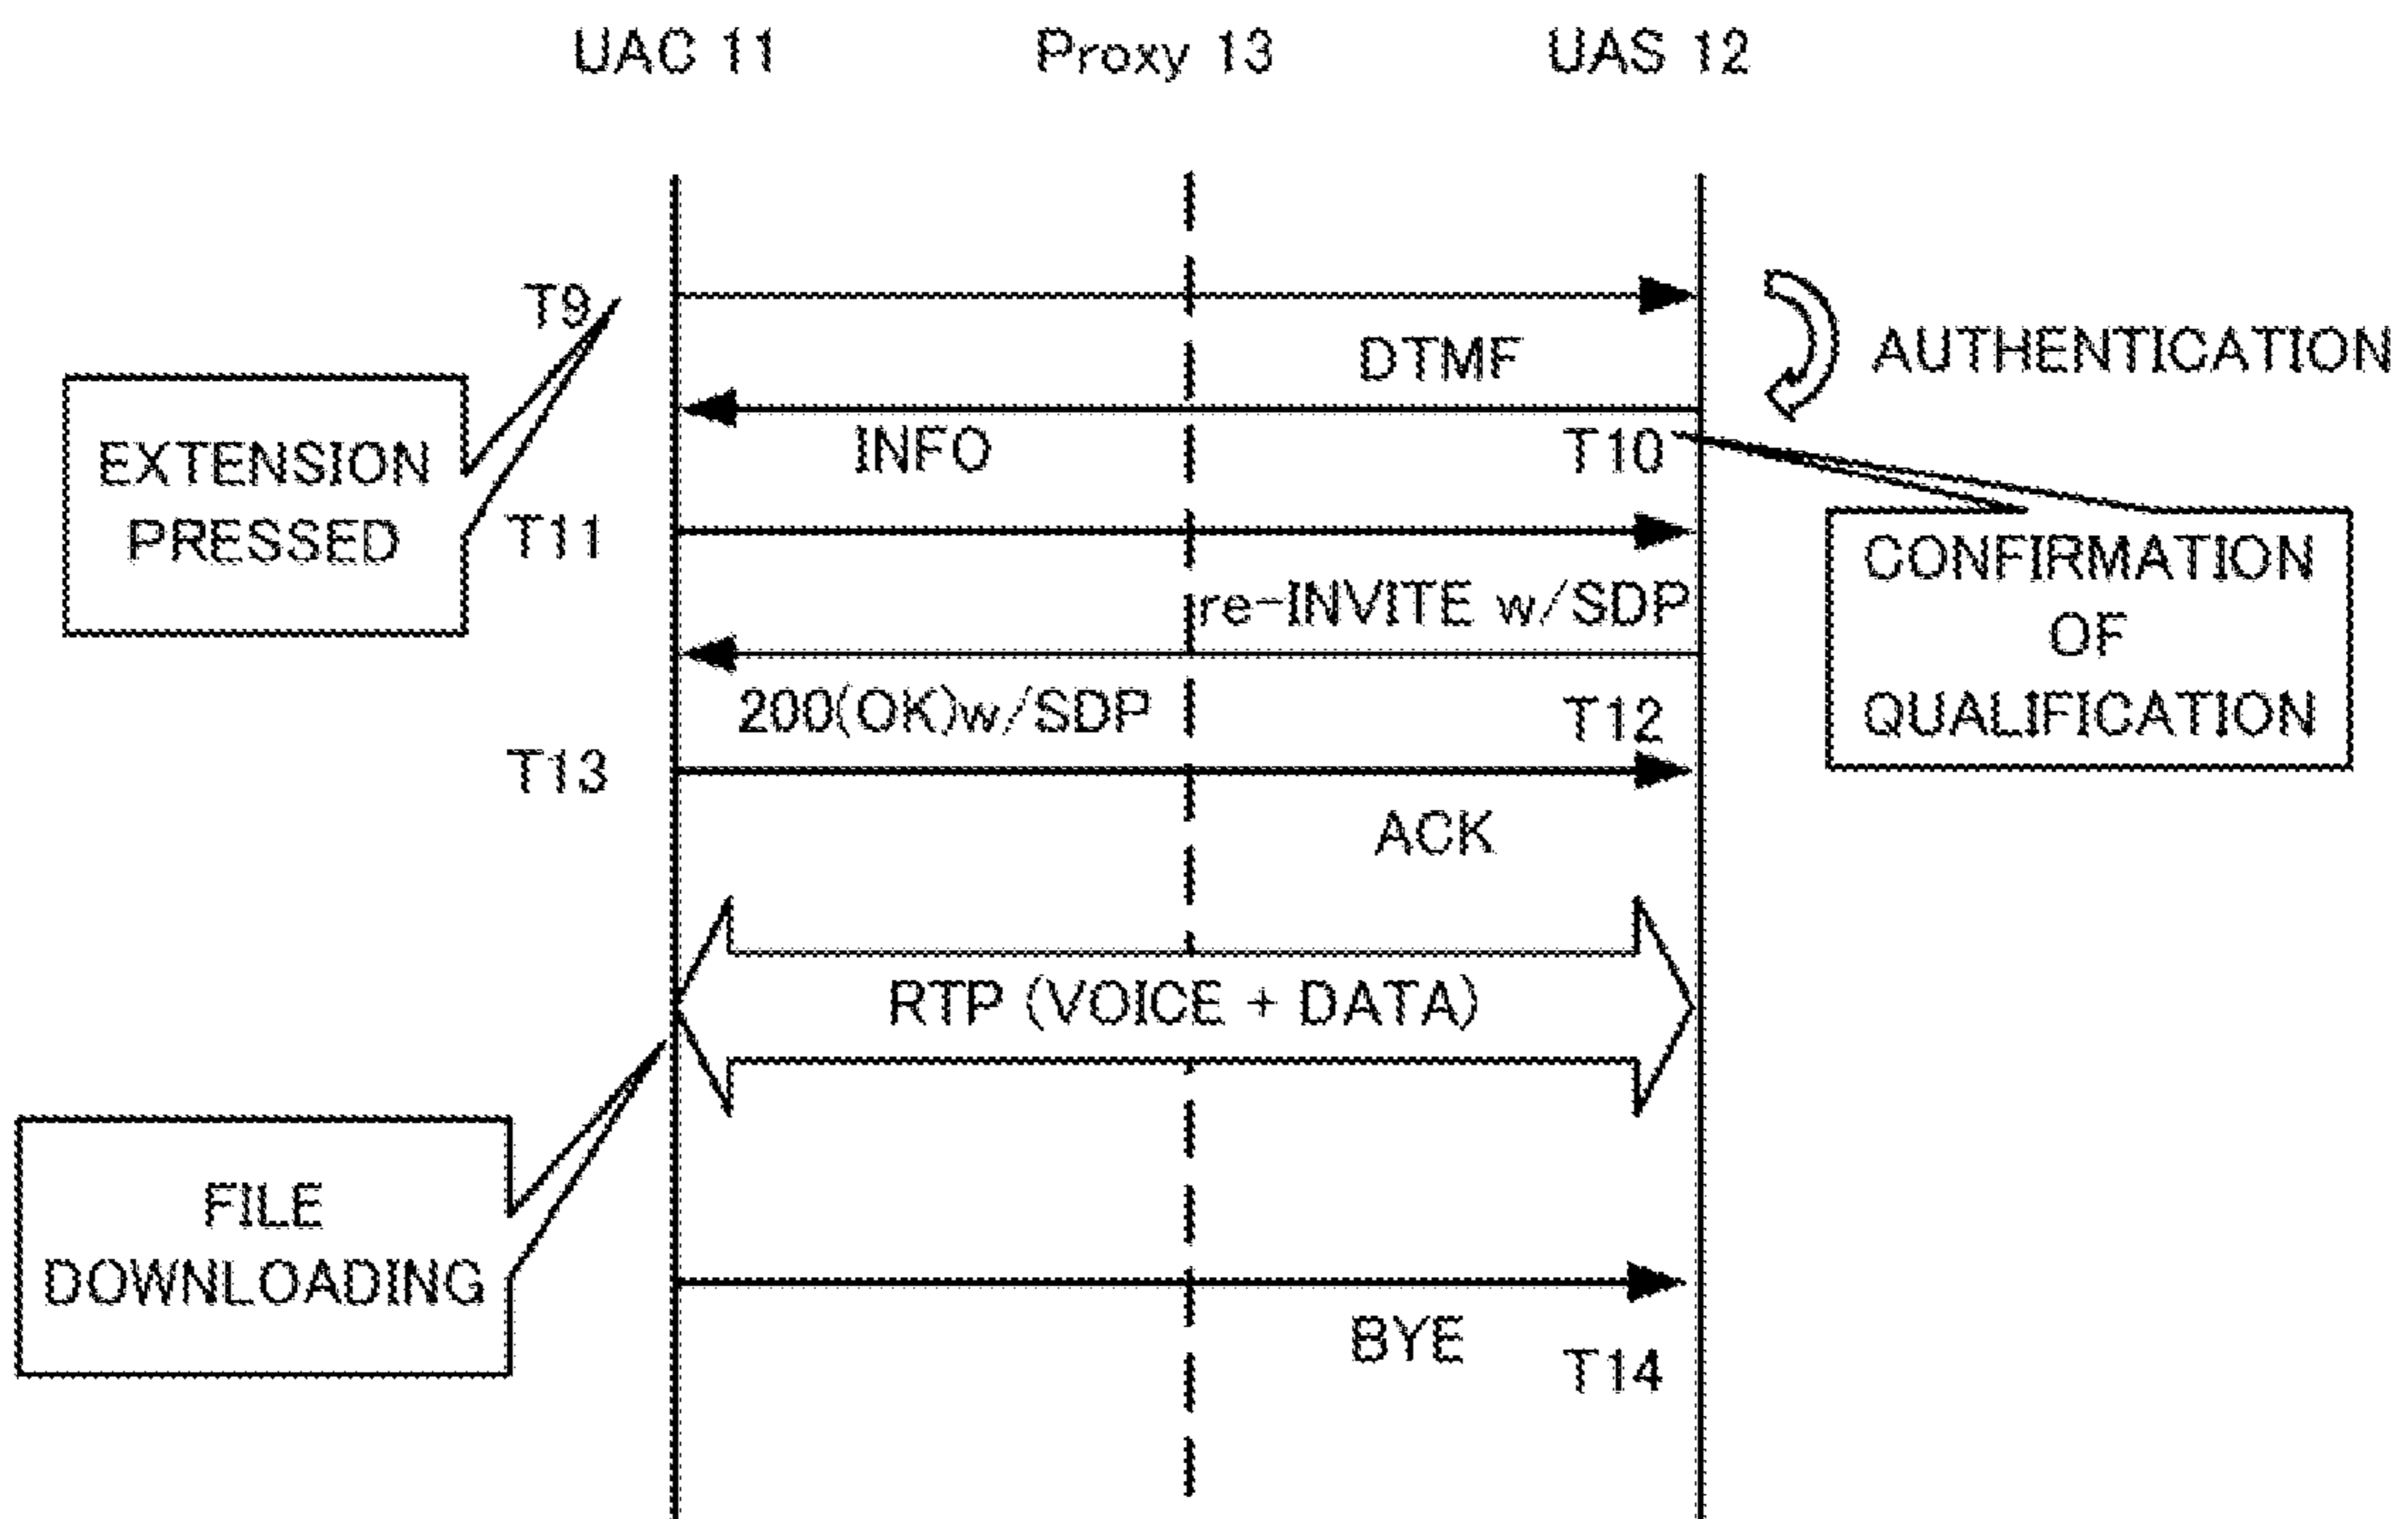 UAC 11
Proxy 13
UAS 12
T9
DTMF
AUTHENTICATION
EXTENSION
PRESSED
INFO
T10
T11
CONFIRMATION
OF
QUALIFICATION
re-INVITE w/SDP
200(OK)w/SDP
T12
T13
ACK
RTP (VOICE + DATA)
FILE
DOWNLOADING
BYE
T14